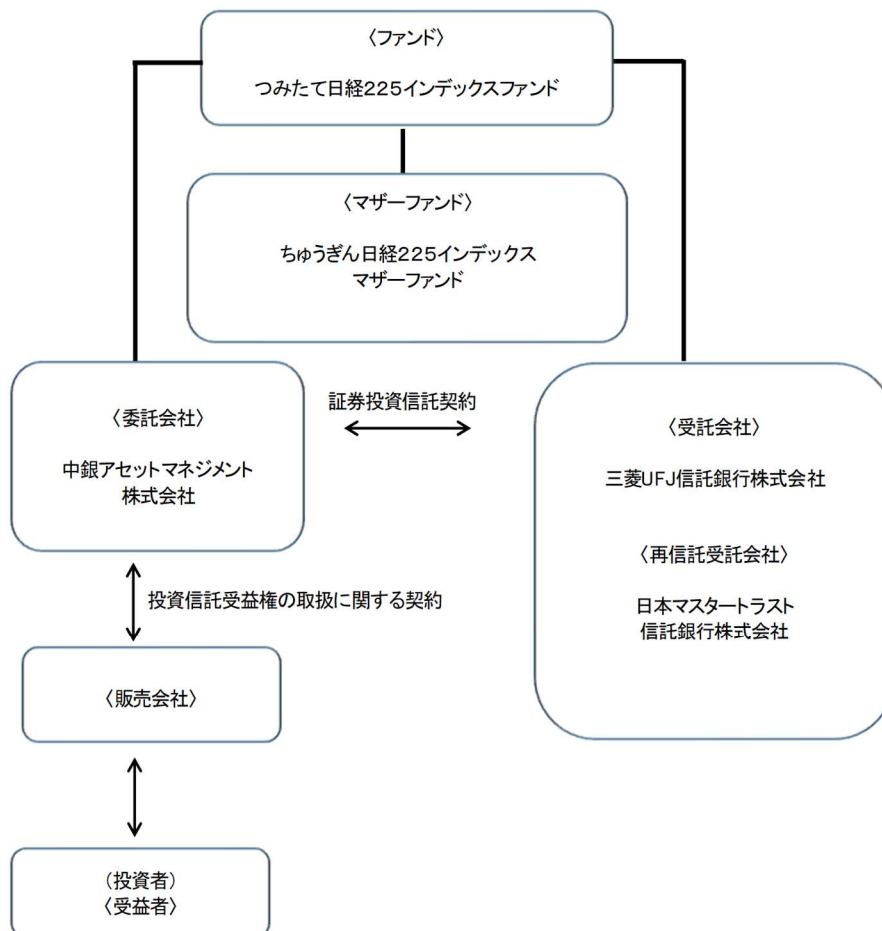 〈ファンド〉
つみたて日経225インデックスファンド
〈マザーファンド〉
ちゅうぎん日経225インデックス
マザーファンド
〈委託会社〉
中銀アセットマネジメント
株式会社
証券投資信託契約
〈受託会社〉
三菱UFJ信託銀行株式会社
〈再信託受託会社〉
日本マスタートラスト
信託銀行株式会社
投資信託受益権の取扱に関する契約
〈販売会社〉
(投資者)
〈受益者〉